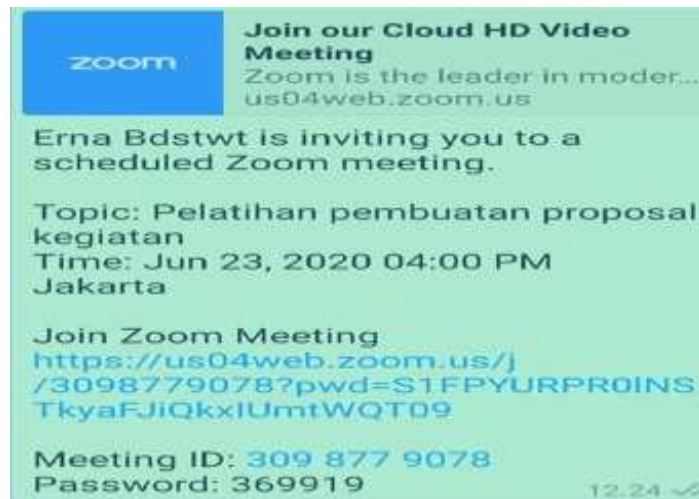 zoom
Join our Cloud HD Video
Meeting
Zoom is the leader in moder...
us04web.zoom.us
Erna Bdstwt is inviting you to a
scheduled Zoom meeting.
Topic: Pelatihan pembuatan proposal
kegiatan
Time: Jun 23, 2020 04:00 PM
Jakarta
Join Zoom Meeting
https://us04web.zoom.us/j
/3098779078?pwd=S1FPYURPR0lNS
TkyaFJiQkxIUmtWQT09
Meeting ID: 309 877 9078
Password: 369919
12.24